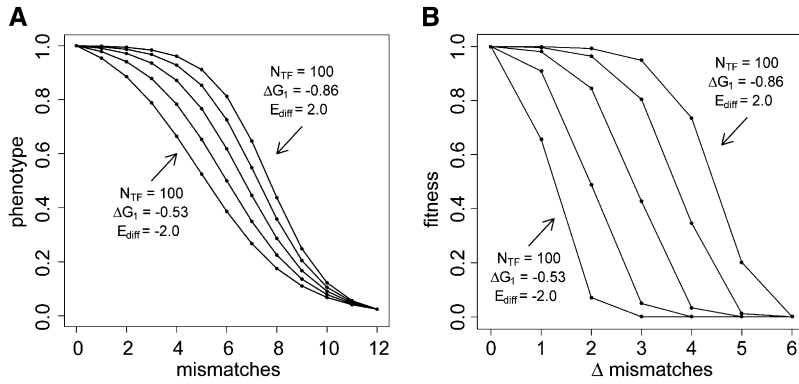 A
phenotype
1.0
0.8
0.6
0.4
0.2
0.0
N_TF = 100
ΔG_1 = -0.86
E_diff = 2.0
N_TF = 100
ΔG_1 = -0.53
E_diff = -2.0
0 2 4 6 8 10 12
mismatches
B
fitness
1.0
0.8
0.6
0.4
0.2
0.0
N_TF = 100
ΔG_1 = -0.86
E_diff = 2.0
N_TF = 100
ΔG_1 = -0.53
E_diff = -2.0
0 1 2 3 4 5 6
Δ mismatches